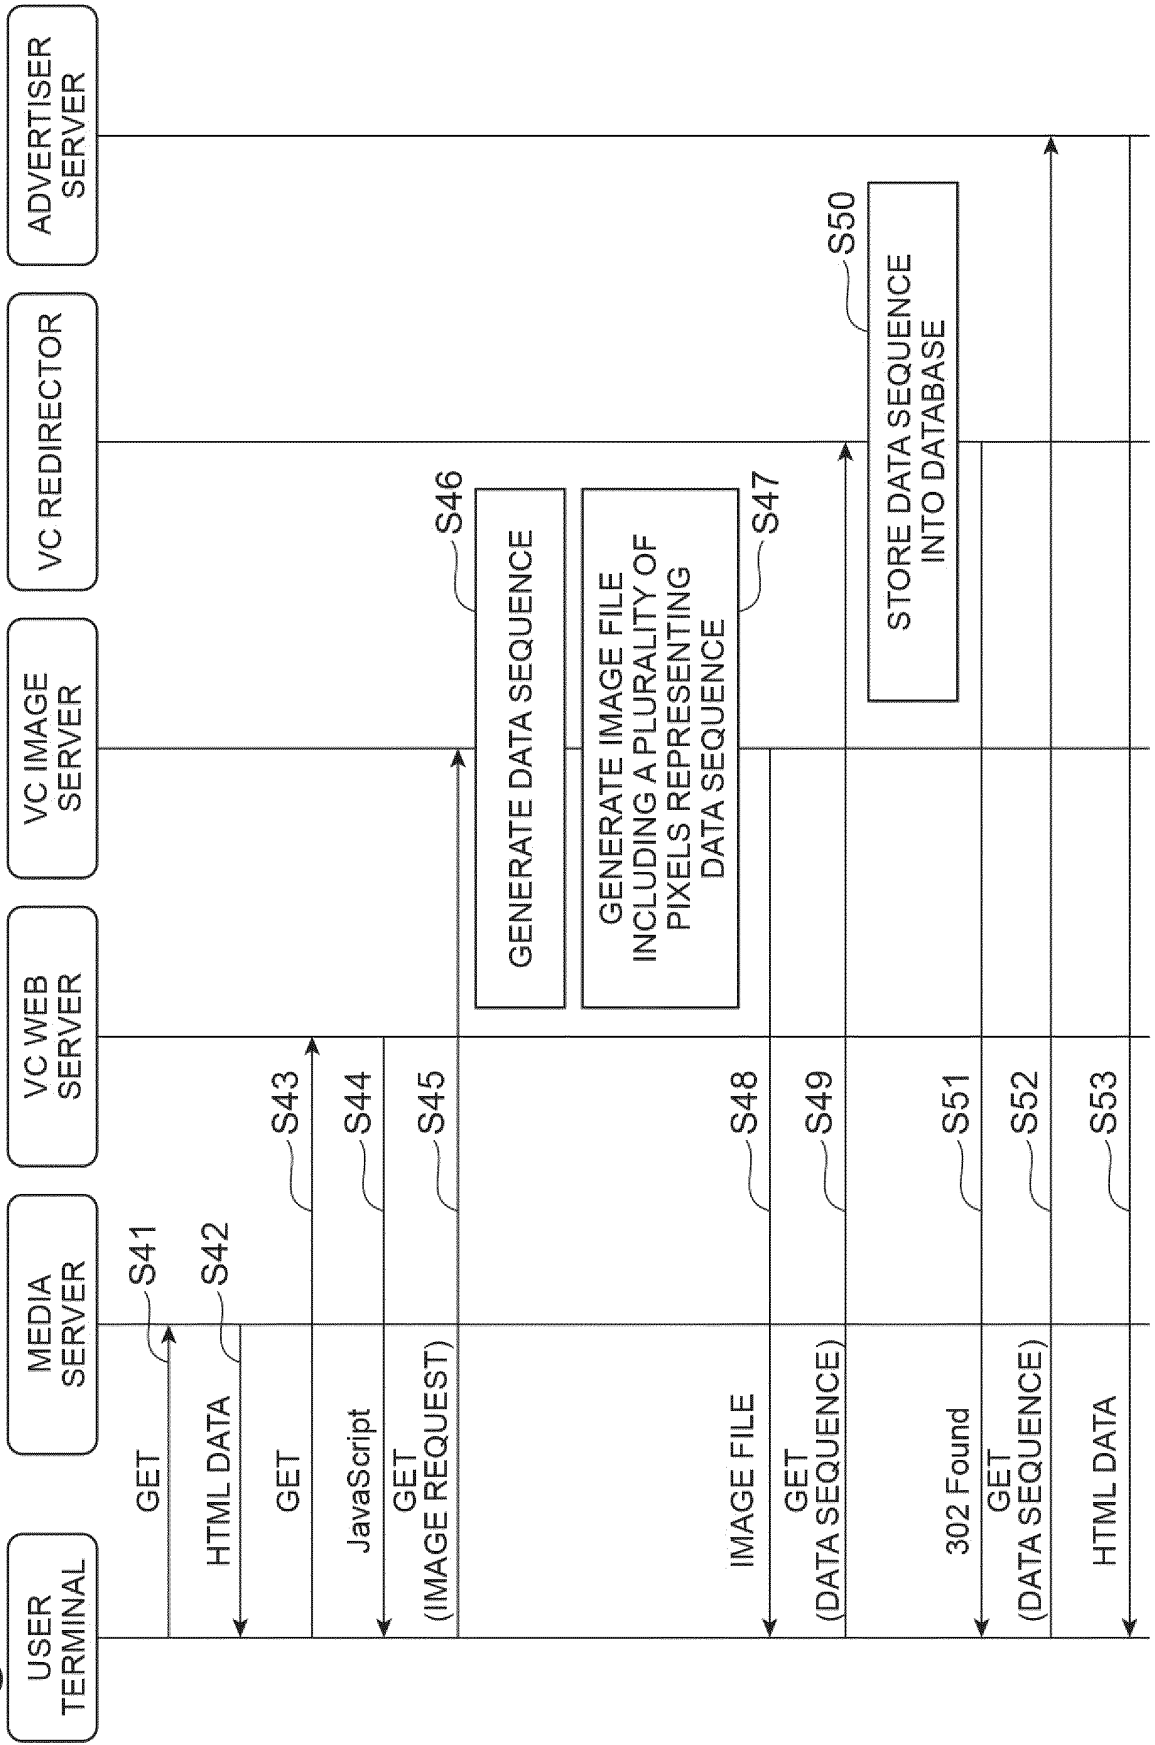 USER
TERMINAL
MEDIA
SERVER
VC WEB
SERVER
VC IMAGE
SERVER
VC REDIRECTOR
ADVERTISER
SERVER
GET
S41
HTML DATA
S42
GET
S43
JavaScript
S44
GET
(IMAGE REQUEST)
S45
GENERATE DATA SEQUENCE
S46
GENERATE IMAGE FILE
INCLUDING A PLURALITY OF
PIXELS REPRESENTING
DATA SEQUENCE
S47
IMAGE FILE
S48
GET
(DATA SEQUENCE)
S49
STORE DATA SEQUENCE
INTO DATABASE
S50
302 Found
S51
GET
(DATA SEQUENCE)
S52
HTML DATA
S53